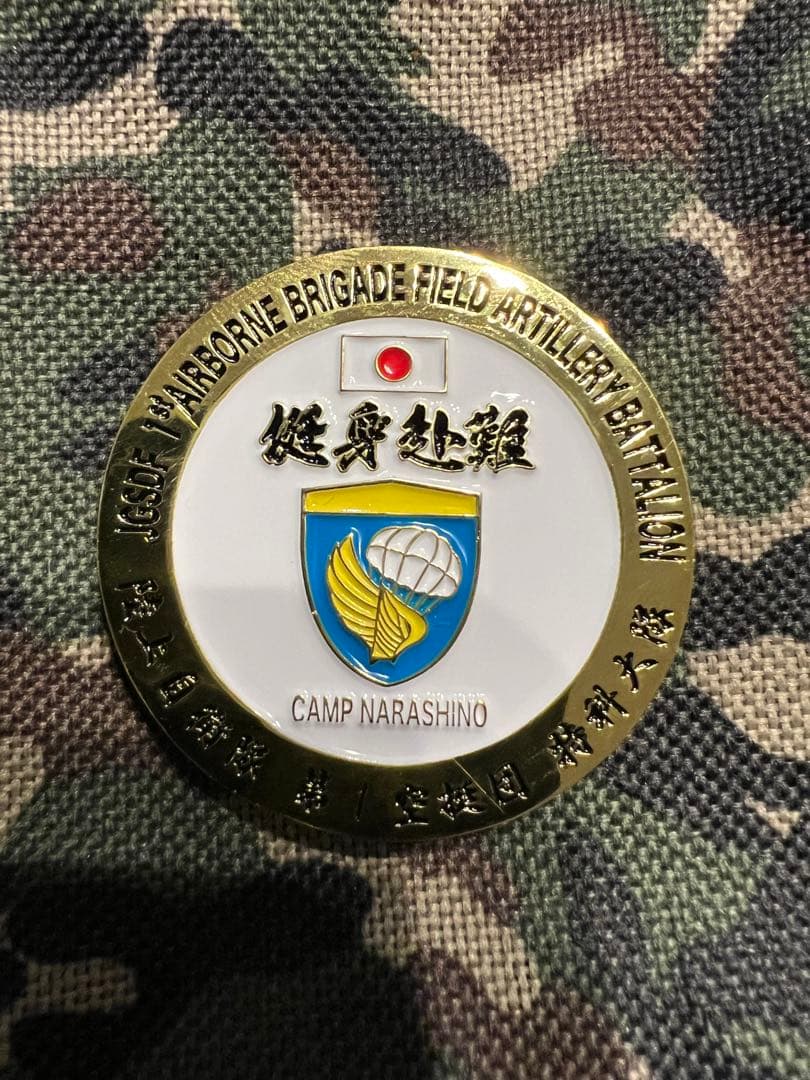 JGSDF 1st AIRBORNE BRIGADE FIELD ARTILLERY BATTALION
挺身赴難
CAMP NARASHINO
陸上自衛隊 第1空挺団 特科大隊